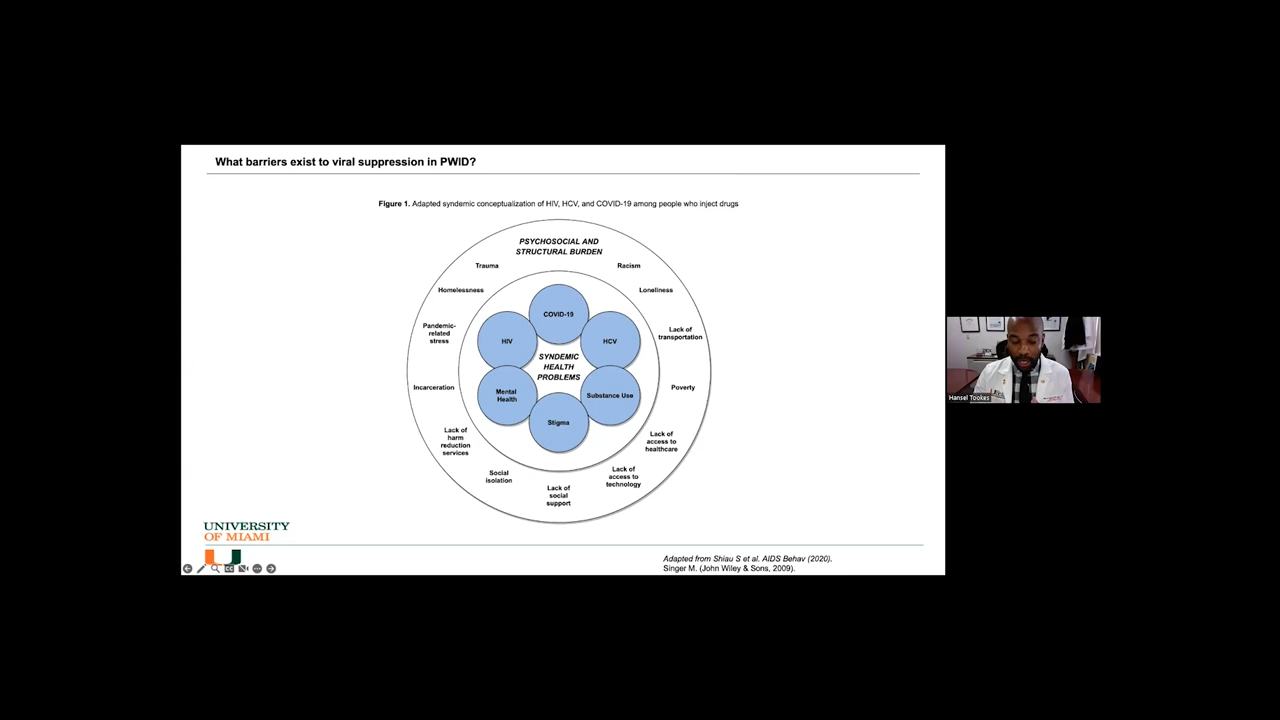 What barriers exist to viral suppression in PWID?
Figure 1. Adapted syndemic conceptualization of HIV, HCV, and COVID-19 among people who inject drugs
PSYCHOSOCIAL AND
STRUCTURAL BURDEN
Trauma
Racism
Homelessness
Loneliness
Pandemic-
related
stress
Lack of
transportation
Incarceration
Poverty
Lack of
harm
reduction
services
Lack of
access to
healthcare
Social
isolation
Lack of
access to
technology
Lack of
social
support
COVID-19
HIV
HCV
SYNDEMIC
HEALTH
PROBLEMS
Mental
Health
Substance Use
Stigma
UNIVERSITY
OF MIAMI
Adapted from Shiau S et al. AIDS Behav (2020).
Singer M. (John Wiley & Sons, 2009).
Hansel Tookes